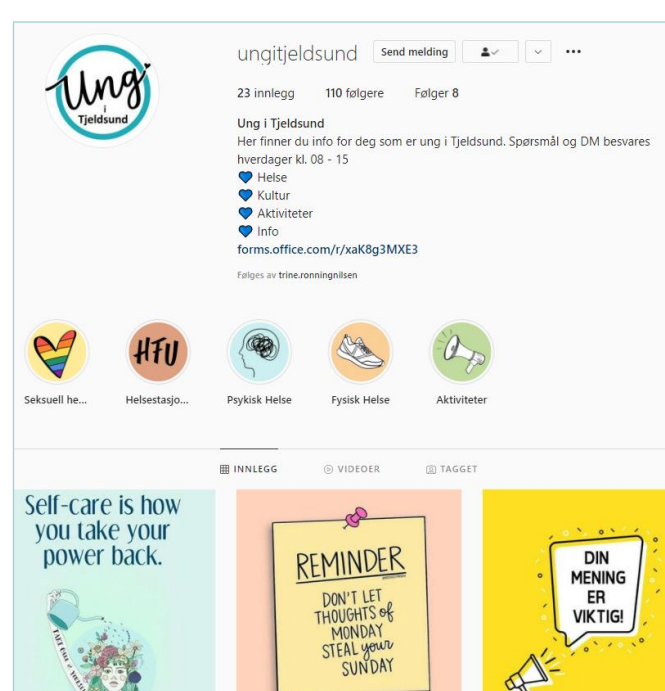 Ung
i
Tjeldsund
ungitjeldsund Send melding
23 innlegg 110 følgere Følger 8
Ung i Tjeldsund
Her finner du info for deg som er ung i Tjeldsund. Spørsmål og DM besvares
hverdager kl. 08 - 15
💙 Helse
💙 Kultur
💙 Aktiviteter
💙 Info
forms.office.com/r/xaK8g3MXE3
Følges av trine.ronningnilsen
HFU
Seksuell he... Helsestasjo... Psykisk Helse Fysisk Helse Aktiviteter
INNLEGG VIDEOER TAGGET
Self-care is how
you take your
power back.
TAKE CARE of
REMINDER
DON'T LET
THOUGHTS of
MONDAY
STEAL your
SUNDAY
DIN
MENING
ER
VIKTIG!